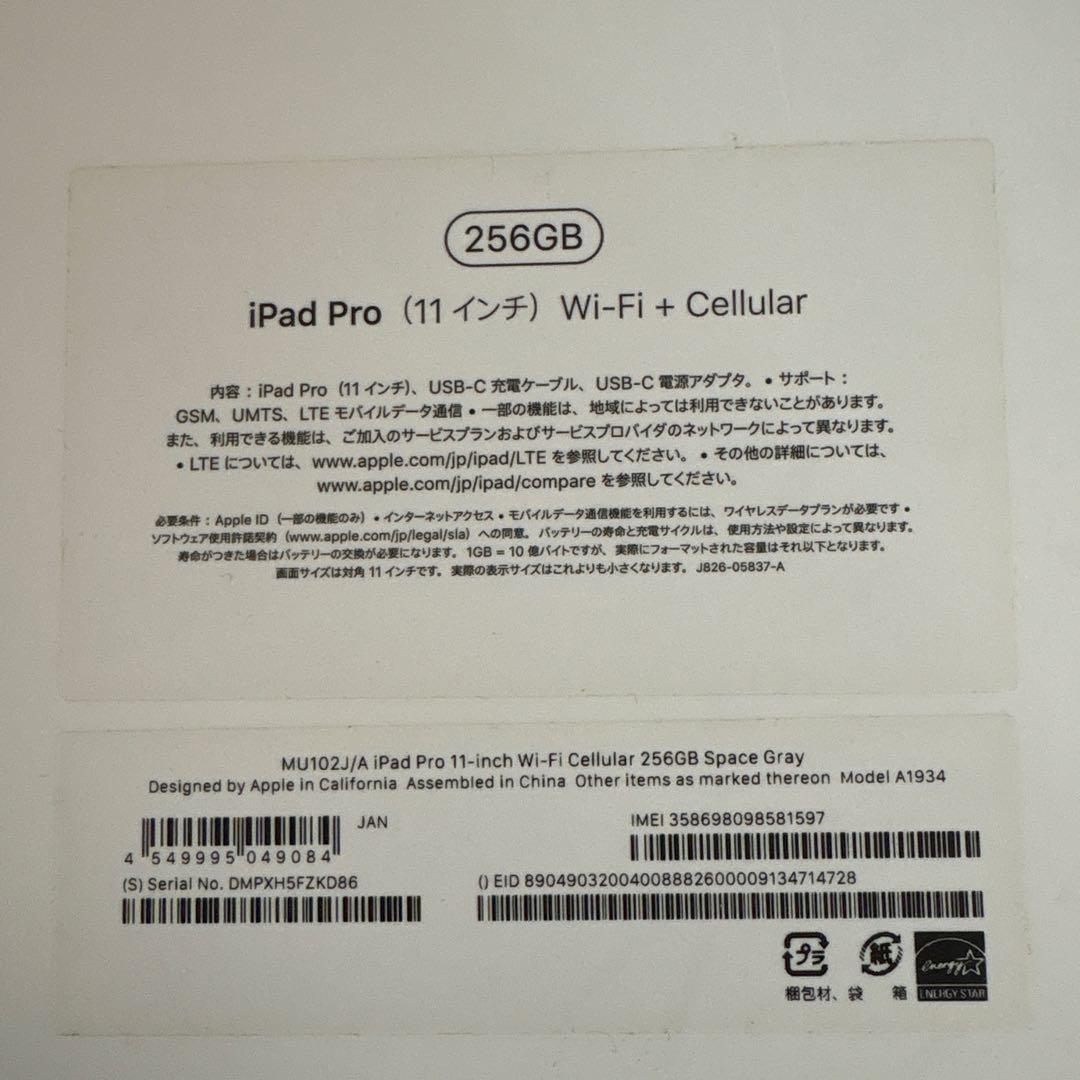 256GB
iPad Pro（11 インチ）Wi-Fi + Cellular
内容：iPad Pro（11 インチ）、USB-C 充電ケーブル、USB-C 電源アダプタ。• サポート：
GSM、UMTS、LTE モバイルデータ通信 • 一部の機能は、地域によっては利用できないことがあります。
また、利用できる機能は、ご加入のサービスプランおよびサービスプロバイダのネットワークによって異なります。
• LTE については、www.apple.com/jp/ipad/LTE を参照してください。• その他の詳細については、
www.apple.com/jp/ipad/compare を参照してください。
必要条件：Apple ID（一部の機能のみ）• インターネットアクセス • モバイルデータ通信機能を利用するには、ワイヤレスデータプランが必要です •
ソフトウェア使用許諾契約（www.apple.com/jp/legal/sla）への同意。バッテリーの寿命と充電サイクルは、使用方法や設定によって異なります。
寿命がつきた場合はバッテリーの交換が必要になります。1GB = 10 億バイトですが、実際にフォーマットされた容量はそれ以下となります。
画面サイズは対角 11 インチです。実際の表示サイズはこれよりも小さくなります。J826-05837-A
MU102J/A iPad Pro 11-inch Wi-Fi Cellular 256GB Space Gray
Designed by Apple in California Assembled in China Other items as marked thereon Model A1934
JAN
4 549995 049084
IMEI 358698098581597
(S) Serial No. DMPXH5FZKD86
() EID 89049032004008882600009134714728
プラ 紙 energy
梱包材、袋 箱 ENERGY STAR